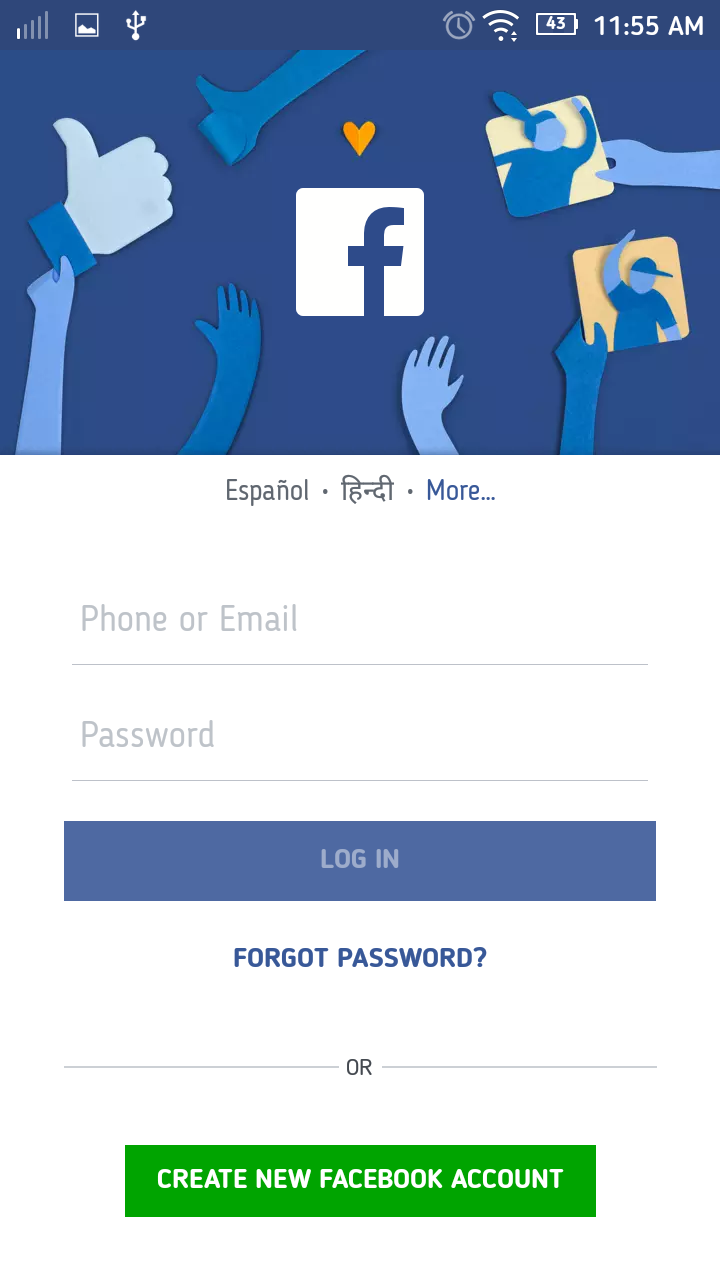 43 11:55 AM
f
Español • हिन्दी • More...
Phone or Email
Password
LOG IN
FORGOT PASSWORD?
OR
CREATE NEW FACEBOOK ACCOUNT